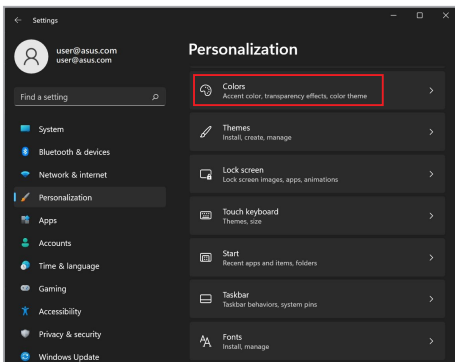 Settings
user@asus.com
user@asus.com
Find a setting
System
Bluetooth & devices
Network & internet
Personalization
Apps
Accounts
Time & language
Gaming
Accessibility
Privacy & security
Windows Update
Personalization
Colors
Accent color, transparency effects, color theme
Themes
Install, create, manage
Lock screen
Lock screen images, apps, animations
Touch keyboard
Themes, size
Start
Recent apps and items, folders
Taskbar
Taskbar behaviors, system pins
Fonts
Install, manage